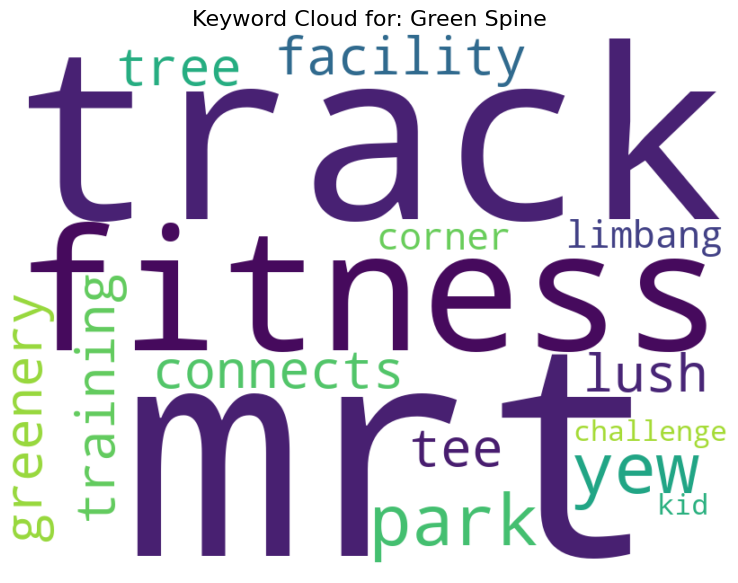 Keyword Cloud for: Green Spine
tree
facility
track
corner
limbang
fitness
greenery
training
connects
lush
mrt
tee
challenge
yew
kid
park